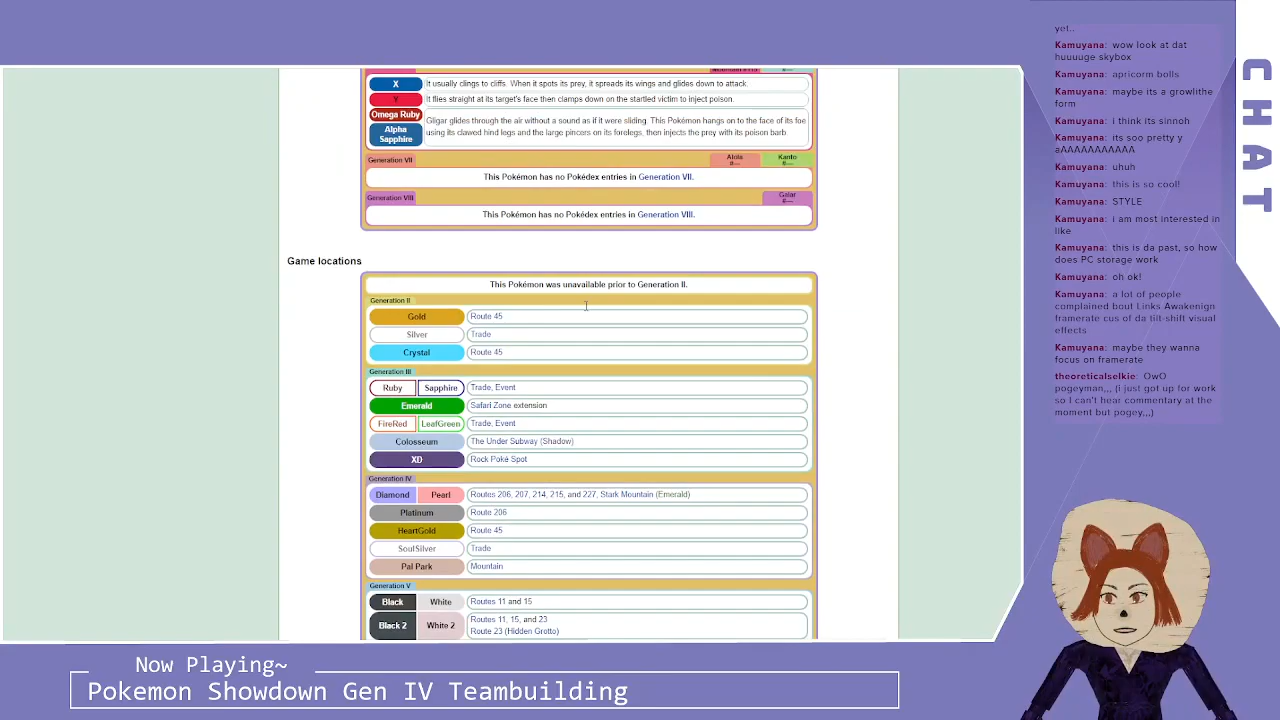 X It usually clings to cliffs. When it spots its prey, it spreads its wings and glides down to attack.
Y It flies straight at its target's face then clamps down on the startled victim to inject poison.
Omega Ruby
Alpha Sapphire
Gligar glides through the air without a sound as if it were sliding. This Pokémon hangs on to the face of its foe
using its clawed hind legs and the large pincers on its forelegs, then injects the prey with its poison barb.
Generation VII Alola #— Kanto #—
This Pokémon has no Pokédex entries in Generation VII.
Generation VIII Galar #—
This Pokémon has no Pokédex entries in Generation VIII.
Game locations
This Pokémon was unavailable prior to Generation II.
Generation II
Gold Route 45
Silver Trade
Crystal Route 45
Generation III
Ruby Sapphire Trade, Event
Emerald Safari Zone extension
FireRed LeafGreen Trade, Event
Colosseum The Under Subway (Shadow)
XD Rock Poké Spot
Generation IV
Diamond Pearl Routes 206, 207, 214, 215, and 227, Stark Mountain (Emerald)
Platinum Route 206
HeartGold Route 45
SoulSilver Trade
Pal Park Mountain
Generation V
Black White Routes 11 and 15
Black 2 White 2 Routes 11, 15, and 23
Route 23 (Hidden Grotto)
yet..
Kamuyana: wow look at dat
huuuuge skybox
Kamuyana: apricorn bolls
Kamuyana: maybe its a growlithe
form
Kamuyana: i think its sinnoh
Kamuyana: its soo pretty y
aAAAAAAAAAAA
Kamuyana: uhuh
Kamuyana: this is so cool!
Kamuyana: STYLE
Kamuyana: i am most interested in
like
Kamuyana: this is da past, so how
does PC storage work
Kamuyana: oh ok!
Kamuyana: a lot of people
complained bout Links Awakenign
framerate cus of da tilt-shift visual
effects
Kamuyana: maybe they wanna
focus on framerate
theoreticalselkie: OwO
pogeyman,,, (i just got up for work
so I can't hear commentary at the
moment but pogey,,,)
CHAT
Now Playing~
Pokemon Showdown Gen IV Teambuilding